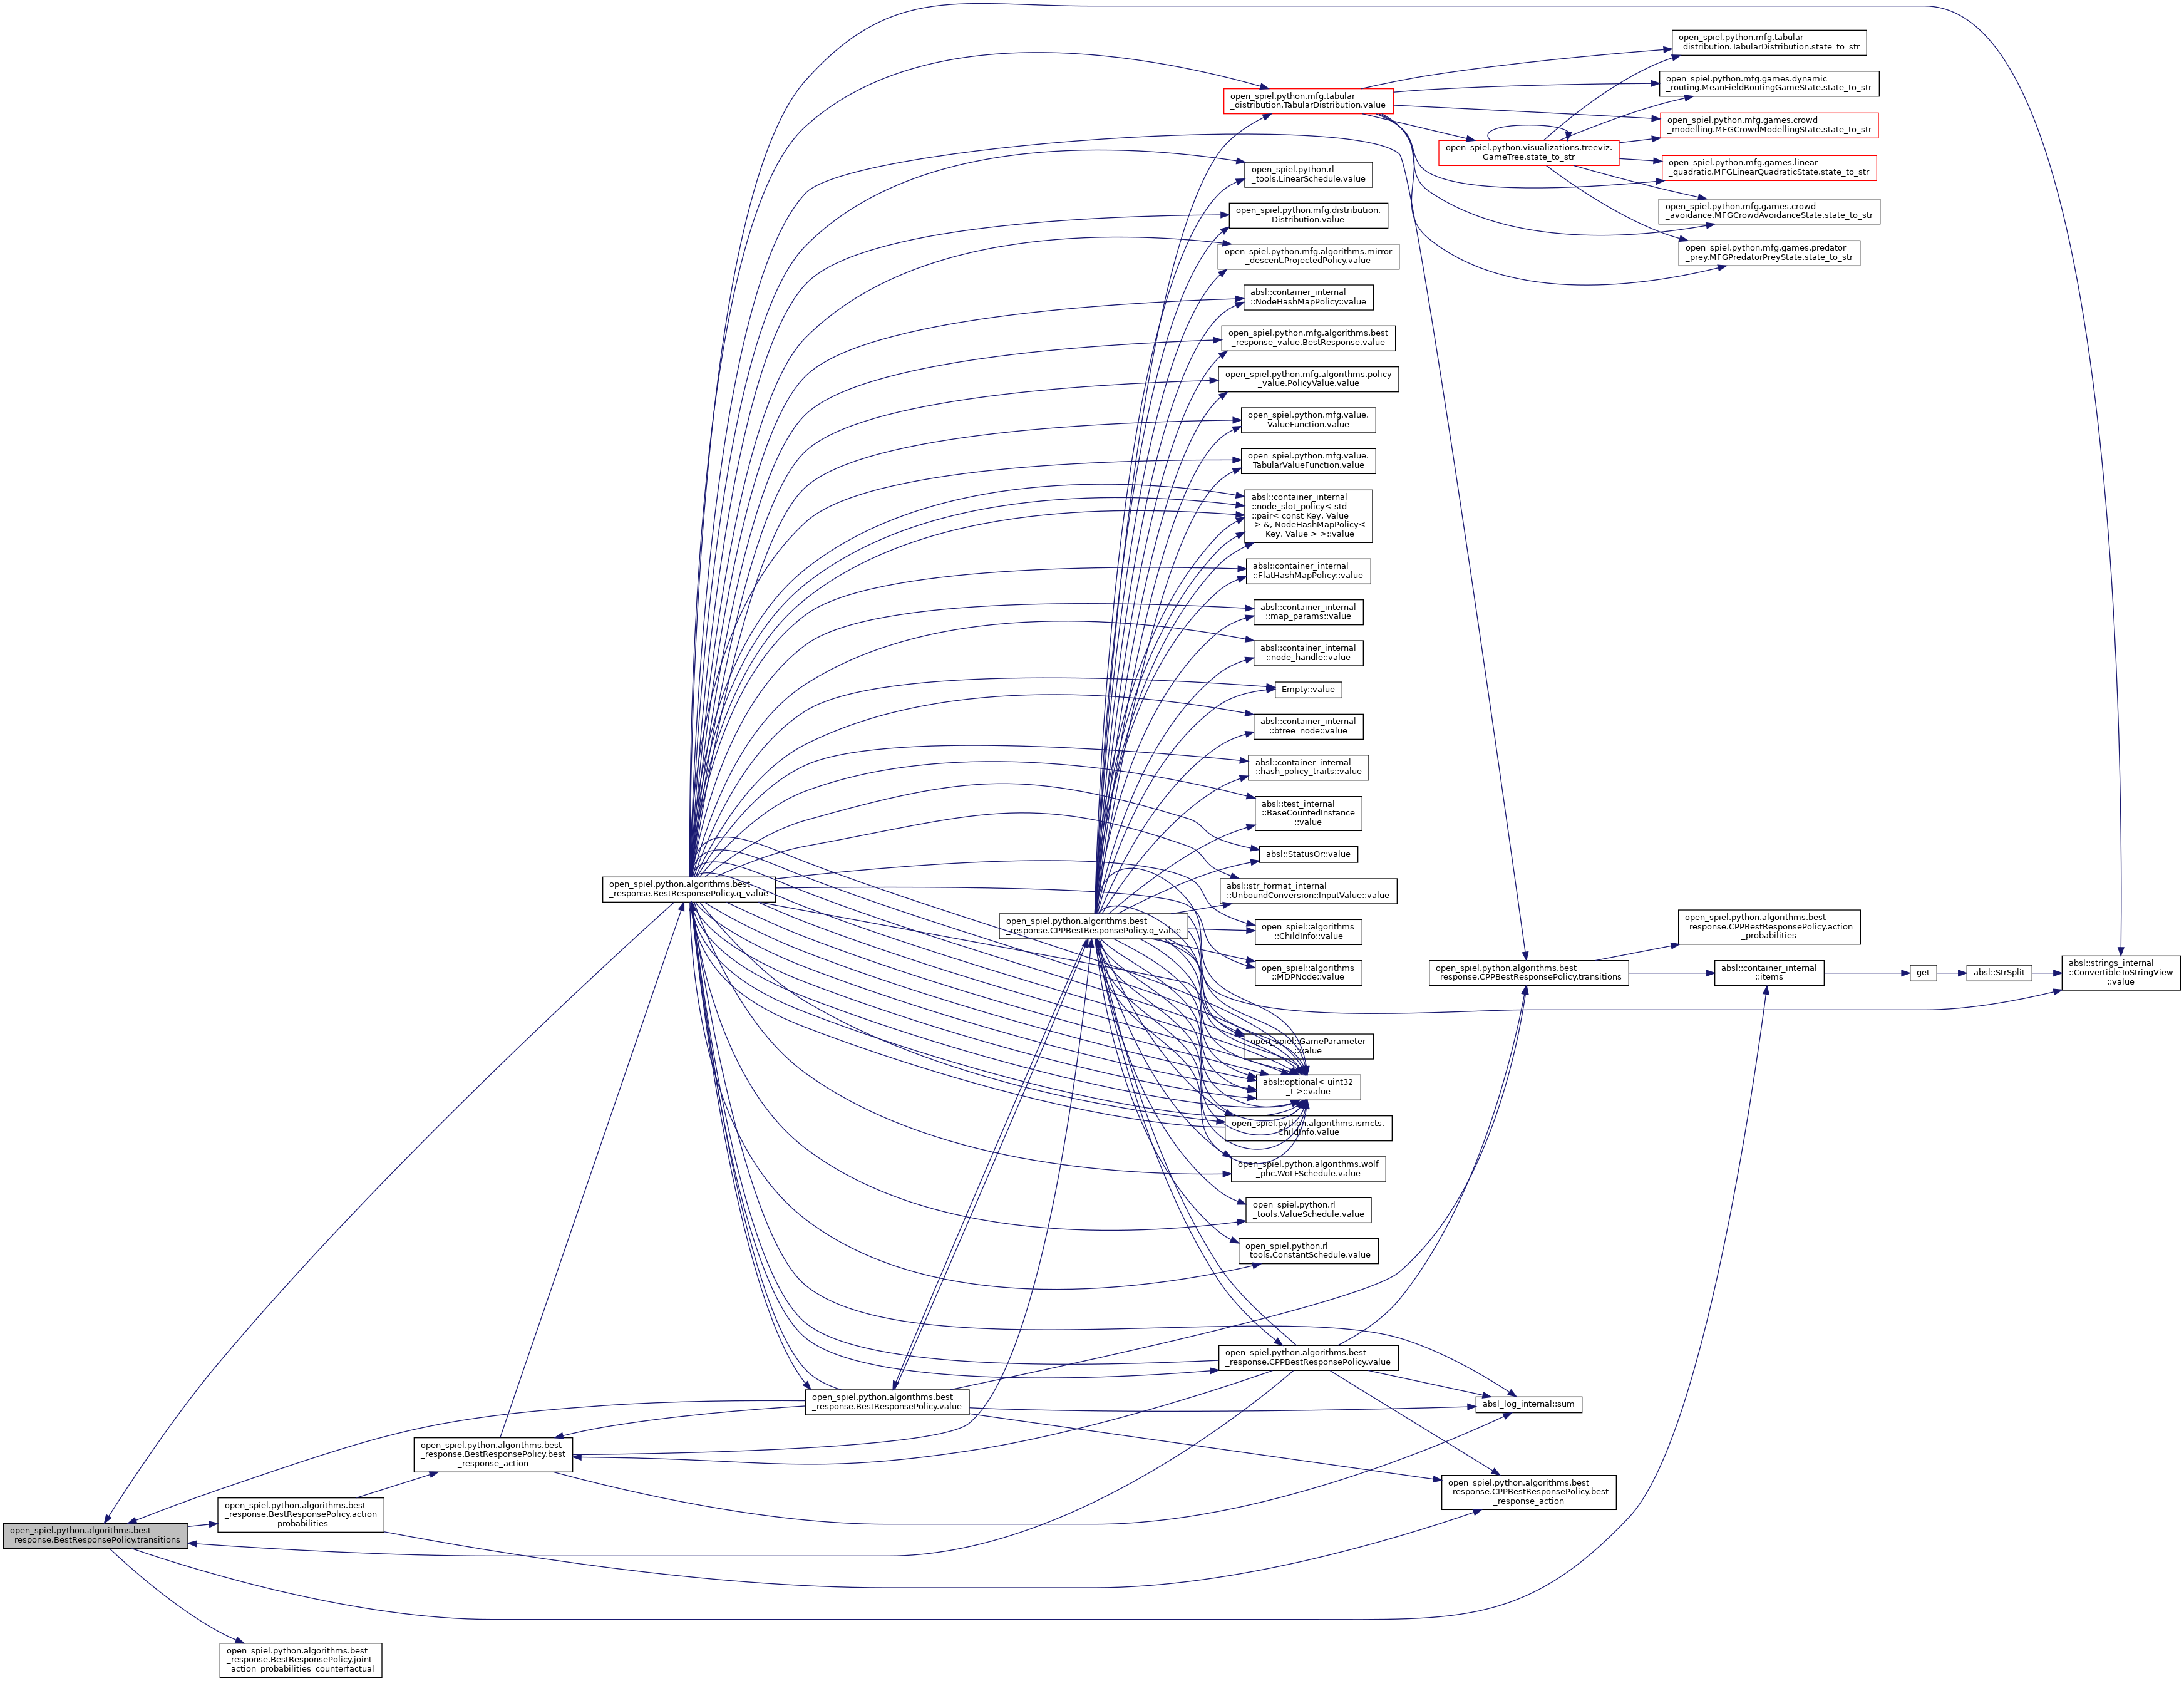 open_spiel.python.mfg.tabular
_distribution.TabularDistribution.state_to_str
open_spiel.python.mfg.games.dynamic
_routing.MeanFieldRoutingGameState.state_to_str
open_spiel.python.mfg.tabular
_distribution.TabularDistribution.value
open_spiel.python.mfg.games.crowd
_modelling.MFGCrowdModellingState.state_to_str
open_spiel.python.visualizations.treeviz.
GameTree.state_to_str
open_spiel.python.mfg.games.linear
_quadratic.MFGLinearQuadraticState.state_to_str
open_spiel.python.rl
_tools.LinearSchedule.value
open_spiel.python.mfg.games.crowd
_avoidance.MFGCrowdAvoidanceState.state_to_str
open_spiel.python.mfg.distribution.
Distribution.value
open_spiel.python.mfg.games.predator
_prey.MFGPredatorPreyState.state_to_str
open_spiel.python.mfg.algorithms.mirror
_descent.ProjectedPolicy.value
absl::container_internal
::NodeHashMapPolicy::value
open_spiel.python.mfg.algorithms.best
_response_value.BestResponse.value
open_spiel.python.mfg.algorithms.policy
_value.PolicyValue.value
open_spiel.python.mfg.value.
ValueFunction.value
open_spiel.python.mfg.value.
TabularValueFunction.value
absl::container_internal
::node_slot_policy< std
::pair< const Key, Value
> &, NodeHashMapPolicy<
Key, Value > >::value
absl::container_internal
::FlatHashMapPolicy::value
absl::container_internal
::map_params::value
absl::container_internal
::node_handle::value
Empty::value
absl::container_internal
::btree_node::value
absl::container_internal
::hash_policy_traits::value
absl::test_internal
::BaseCountedInstance
::value
absl::StatusOr::value
open_spiel.python.algorithms.best
_response.BestResponsePolicy.q_value
absl::str_format_internal
::UnboundConversion::InputValue::value
open_spiel.python.algorithms.best
_response.CPPBestResponsePolicy.q_value
open_spiel::algorithms
::ChildInfo::value
open_spiel.python.algorithms.best
_response.CPPBestResponsePolicy.action
_probabilities
open_spiel::algorithms
::MDPNode::value
open_spiel.python.algorithms.best
_response.CPPBestResponsePolicy.transitions
absl::container_internal
::items
get
absl::StrSplit
absl::strings_internal
::ConvertibleToStringView
::value
open_spiel::GameParameter
::value
absl::optional< uint32
_t >::value
open_spiel.python.algorithms.ismcts.
ChildInfo.value
open_spiel.python.algorithms.wolf
_phc.WoLFSchedule.value
open_spiel.python.rl
_tools.ValueSchedule.value
open_spiel.python.rl
_tools.ConstantSchedule.value
open_spiel.python.algorithms.best
_response.CPPBestResponsePolicy.value
open_spiel.python.algorithms.best
_response.BestResponsePolicy.value
absl_log_internal::sum
open_spiel.python.algorithms.best
_response.BestResponsePolicy.best
_response_action
open_spiel.python.algorithms.best
_response.CPPBestResponsePolicy.best
_response_action
open_spiel.python.algorithms.best
_response.BestResponsePolicy.action
_probabilities
open_spiel.python.algorithms.best
_response.BestResponsePolicy.transitions
open_spiel.python.algorithms.best
_response.BestResponsePolicy.joint
_action_probabilities_counterfactual